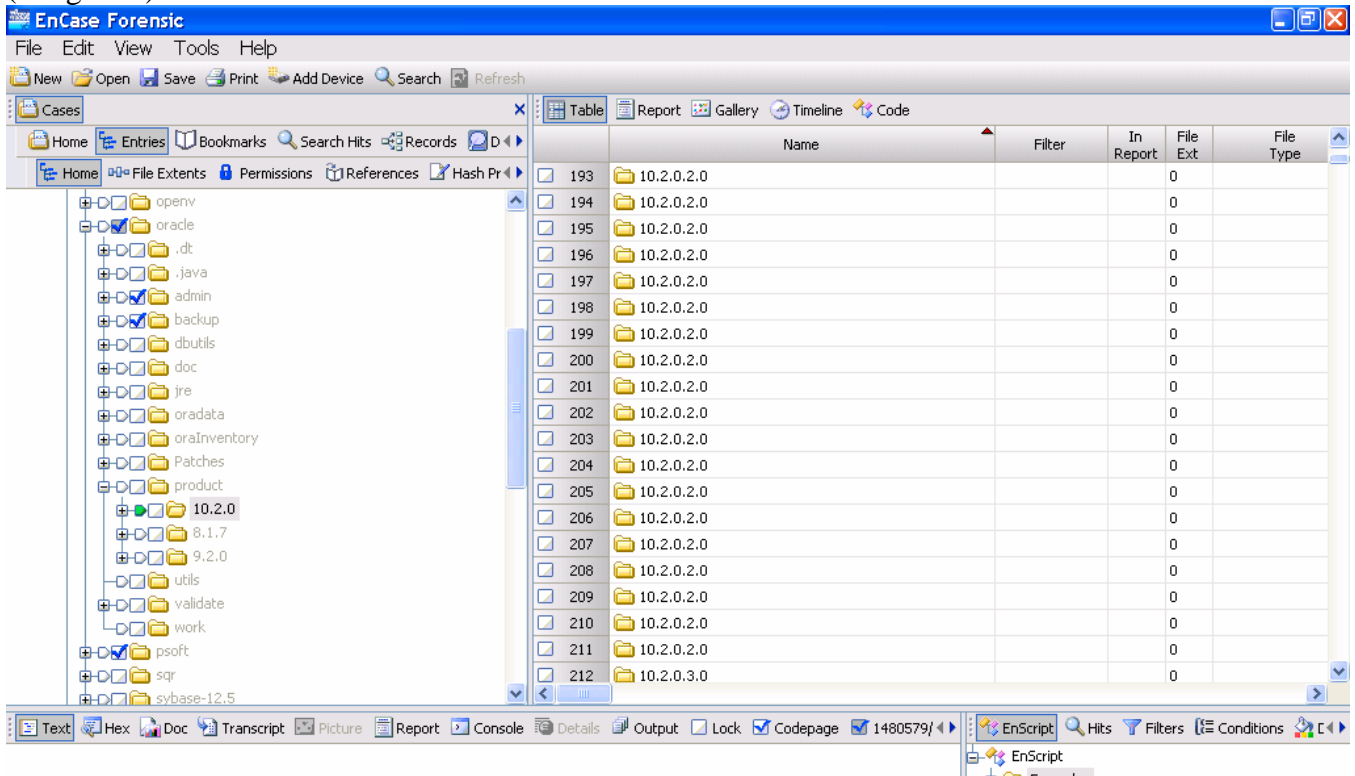 EnCase Forensic
File Edit View Tools Help
New Open Save Print Add Device Search Refresh
Cases
Home Entries Bookmarks Search Hits Records D
Home File Extents Permissions References Hash Pr
openv
oracle
.dt
.java
admin
backup
dbutils
doc
jre
oradata
oraInventory
Patches
product
10.2.0
8.1.7
9.2.0
utils
validate
work
psoft
sqr
sybase-12.5
Table Report Gallery Timeline Code
Name Filter In Report File Ext File Type
193 10.2.0.2.0 0
194 10.2.0.2.0 0
195 10.2.0.2.0 0
196 10.2.0.2.0 0
197 10.2.0.2.0 0
198 10.2.0.2.0 0
199 10.2.0.2.0 0
200 10.2.0.2.0 0
201 10.2.0.2.0 0
202 10.2.0.2.0 0
203 10.2.0.2.0 0
204 10.2.0.2.0 0
205 10.2.0.2.0 0
206 10.2.0.2.0 0
207 10.2.0.2.0 0
208 10.2.0.2.0 0
209 10.2.0.2.0 0
210 10.2.0.2.0 0
211 10.2.0.2.0 0
212 10.2.0.3.0 0
Text Hex Doc Transcript Picture Report Console Details Output Lock Codepage 1480579/
EnScript Hits Filters Conditions
EnScript